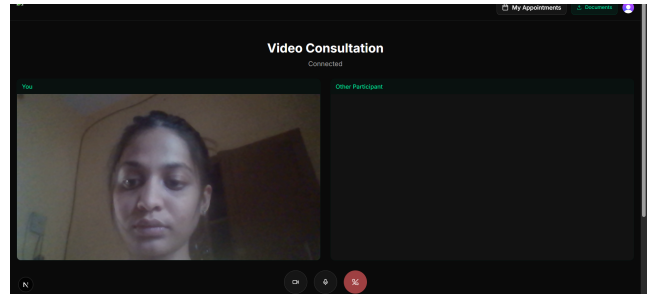 My Appointments
Documents
Video Consultation
Connected
You
Other Participant
N